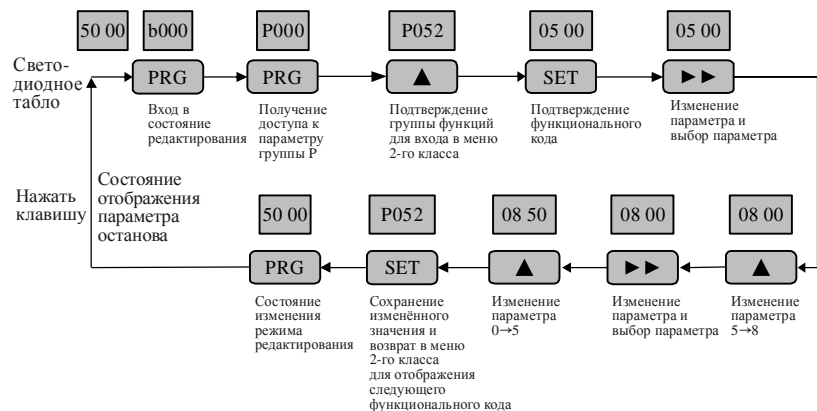 50 00 b000 P000 P052 05 00 05 00
Свето-
диодное
табло
PRG PRG ▲ SET ►►
Вход в
состояние
редактирования
Получение
доступа к
параметру
группы P
Подтверждение
группы функций
для входа в меню
2-го класса
Подтверждение
функционального
кода
Изменение
параметра и
выбор параметра
Нажать
клавишу
Состояние
отображения
параметра
останова
50 00 P052 08 50 08 00 08 00
PRG SET ▲ ►► ▲
Состояние
изменения
режима
редактирования
Сохранение
изменённого
значения и
возврат в меню
2-го класса
для отображения
следующего
функционального кода
Изменение
параметра
0→5
Изменение
параметра и
выбор параметра
Изменение
параметра
5→8